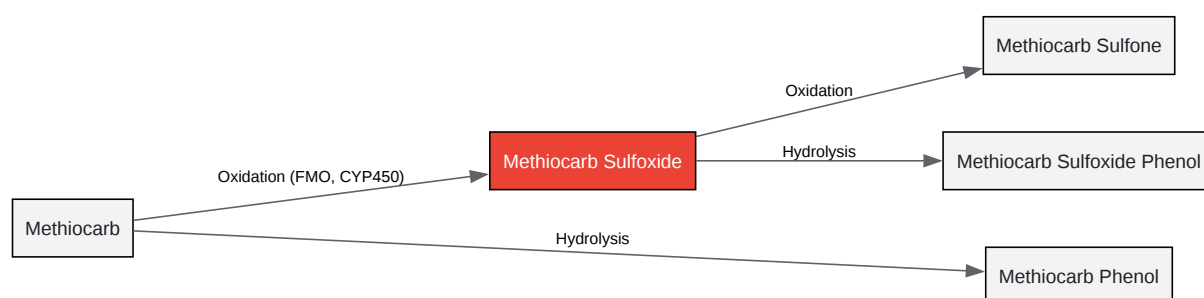 Methiocarb Sulfone
Oxidation
Methiocarb Sulfoxide
Hydrolysis
Methiocarb Sulfoxide Phenol
Oxidation (FMO, CYP450)
Methiocarb
Hydrolysis
Methiocarb Phenol